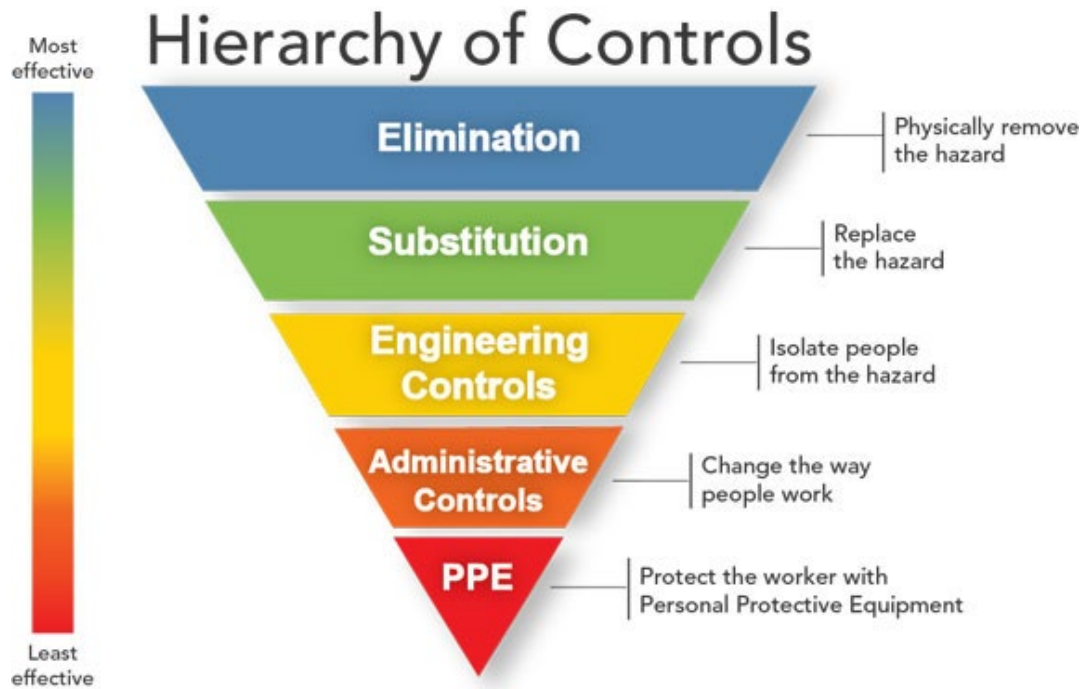 Hierarchy of Controls
Most
effective
Elimination
Physically remove
the hazard
Substitution
Replace
the hazard
Engineering
Controls
Isolate people
from the hazard
Administrative
Controls
Change the way
people work
PPE
Protect the worker with
Personal Protective Equipment
Least
effective